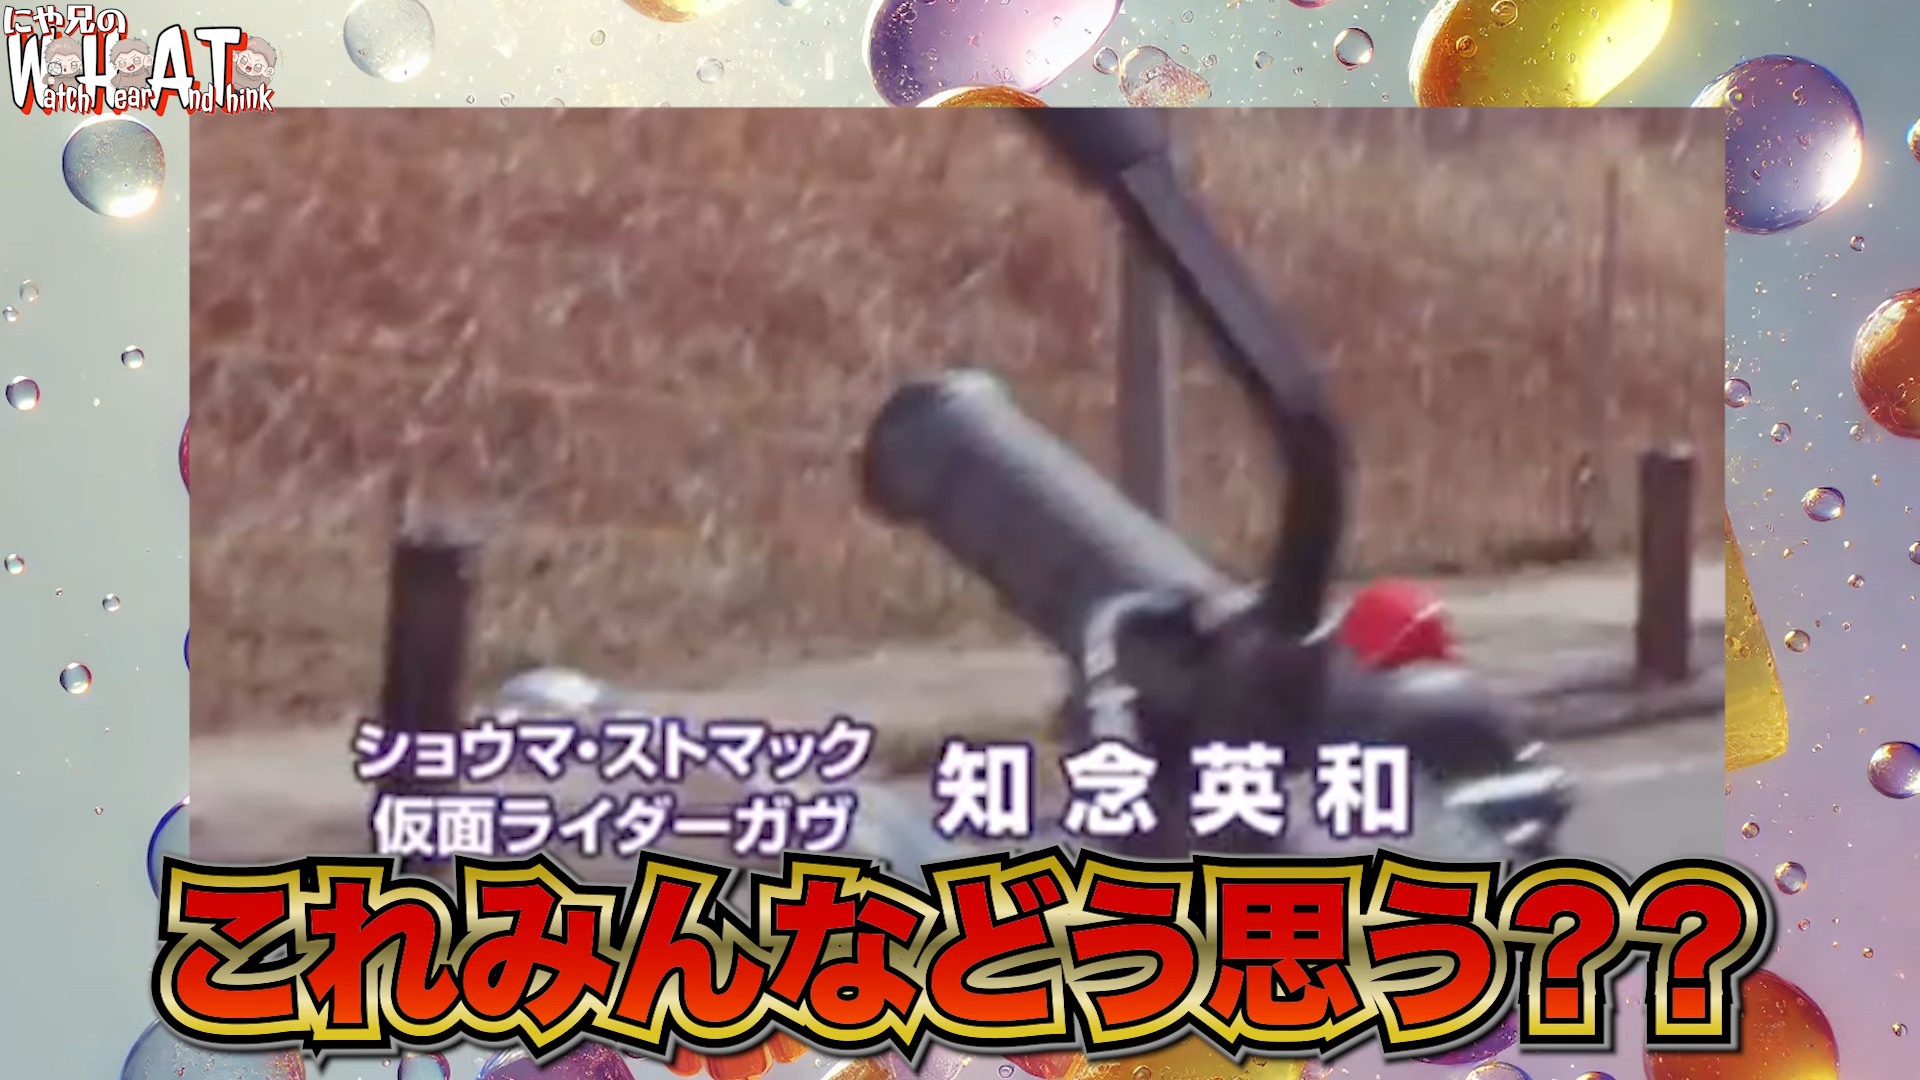 にや兄の
WHAT
Watch Hear And Think
ショウマ・ストマック
仮面ライダーガヴ
知念英和
これみんなどう思う??